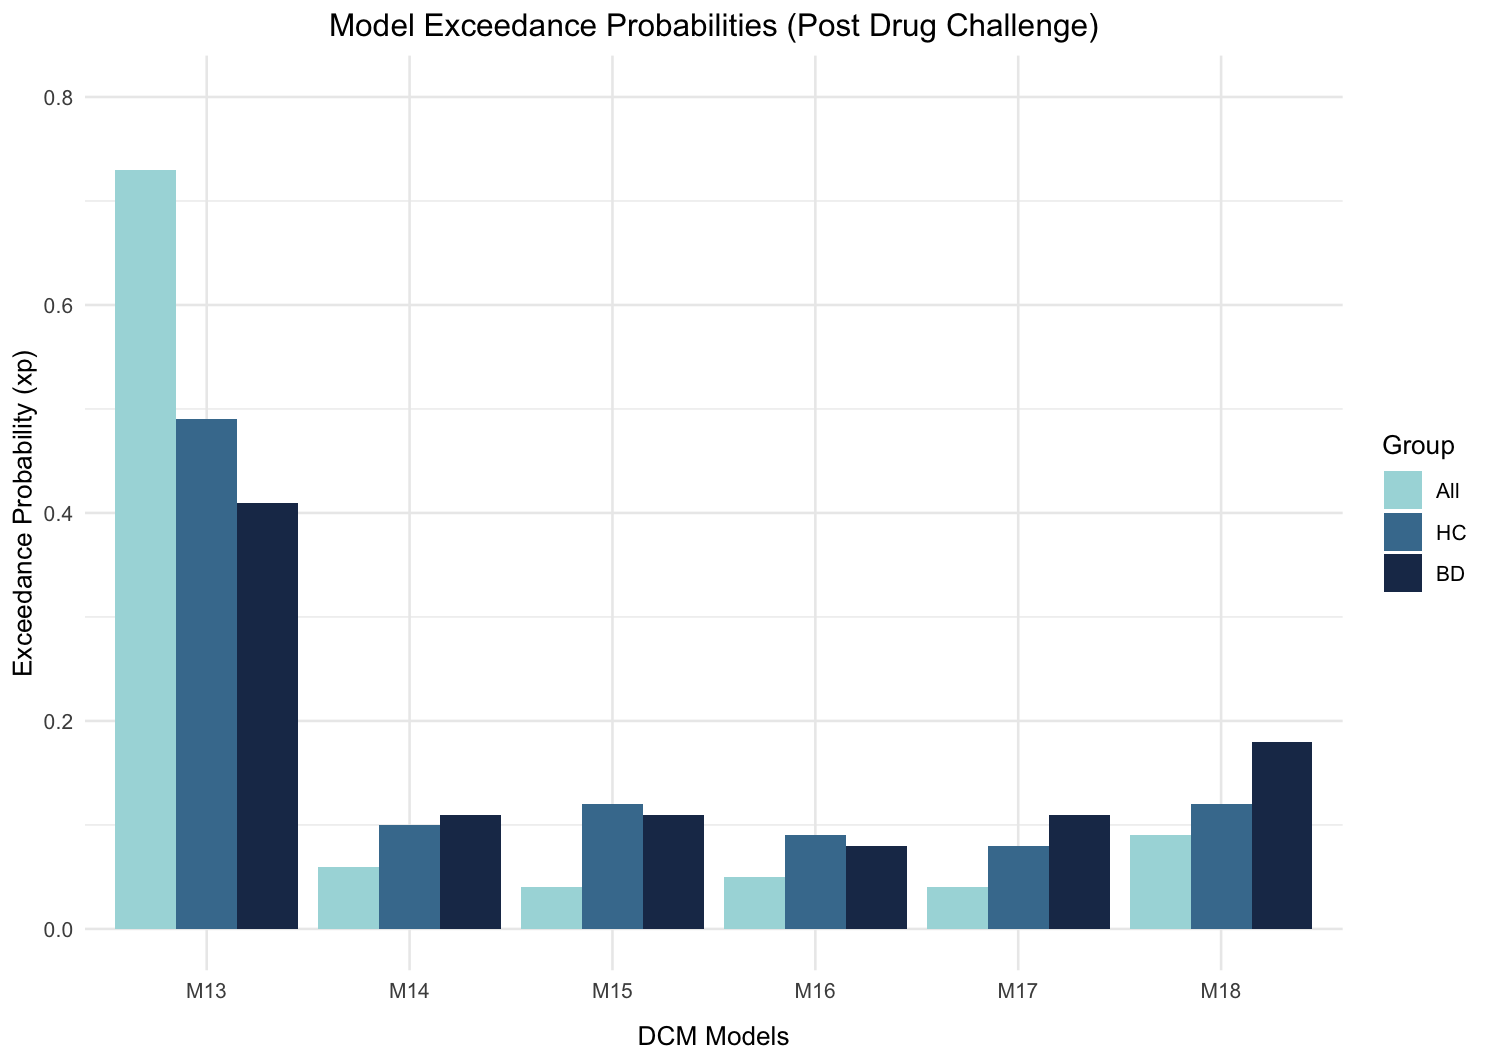 Model Exceedance Probabilities (Post Drug Challenge)
Exceedance Probability (xp)
0.8
0.6
0.4
0.2
0.0
M13 M14 M15 M16 M17 M18
DCM Models
Group
All
HC
BD